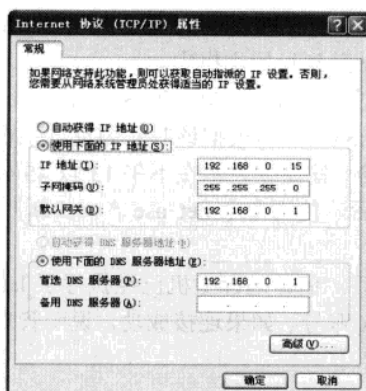 Internet 协议 (TCP/IP) 属性
常规
如果网络支持此功能,则可以获取自动指派的 IP 设置。否则,
您需要从网络系统管理员处获得适当的 IP 设置。
自动获得 IP 地址(O)
使用下面的 IP 地址(S):
IP 地址(I): 192 .168 . 0 . 15
子网掩码(U): 255 .255 .255 . 0
默认网关(D): 192 .168 . 0 . 1
自动获得 DNS 服务器地址(B)
使用下面的 DNS 服务器地址(E):
首选 DNS 服务器(P): 192 .168 . 0 . 1
备用 DNS 服务器(A): . . .
高级(V)...
确定 取消